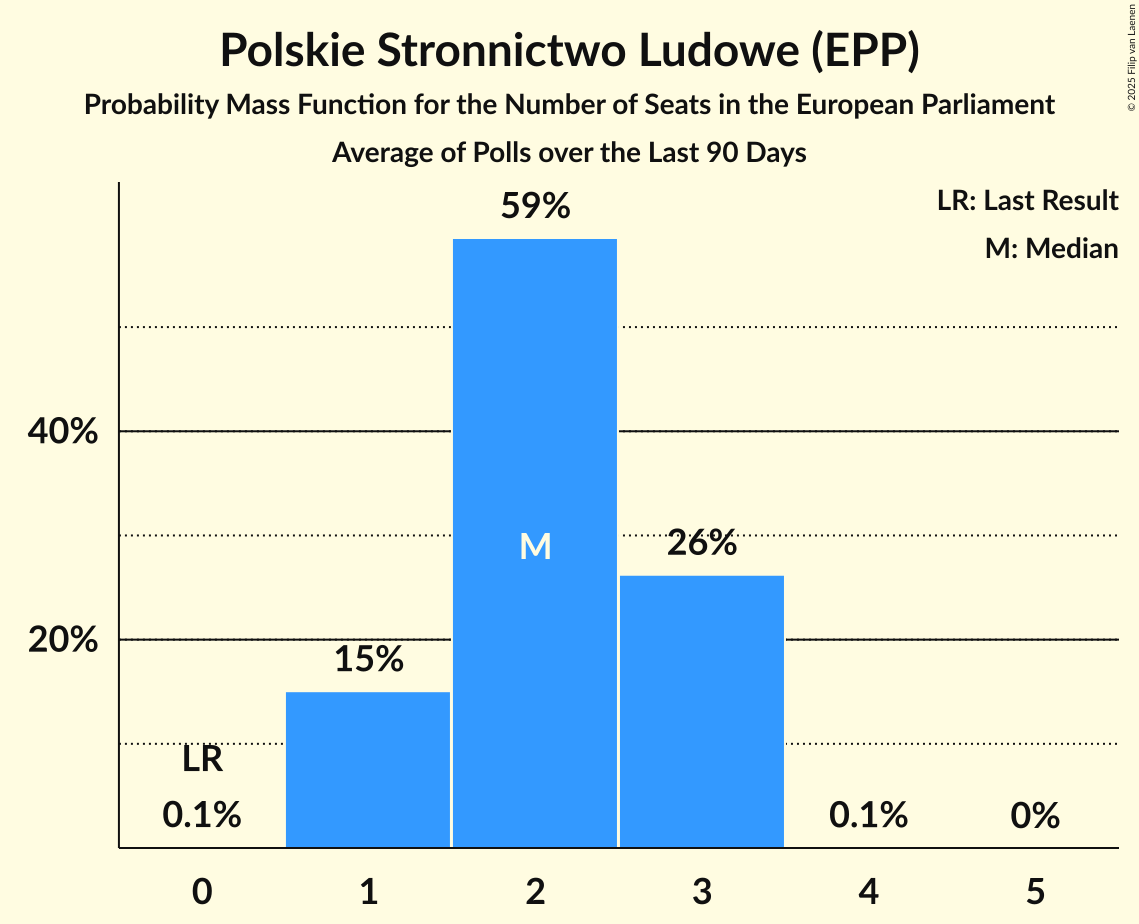 Polskie Stronnictwo Ludowe (EPP)
Probability Mass Function for the Number of Seats in the European Parliament
Average of Polls over the Last 90 Days
© 2025 Filip van Laenen
LR: Last Result
M: Median
59%
40%
M
26%
20%
15%
LR
0.1%
0.1%
0%
0 1 2 3 4 5